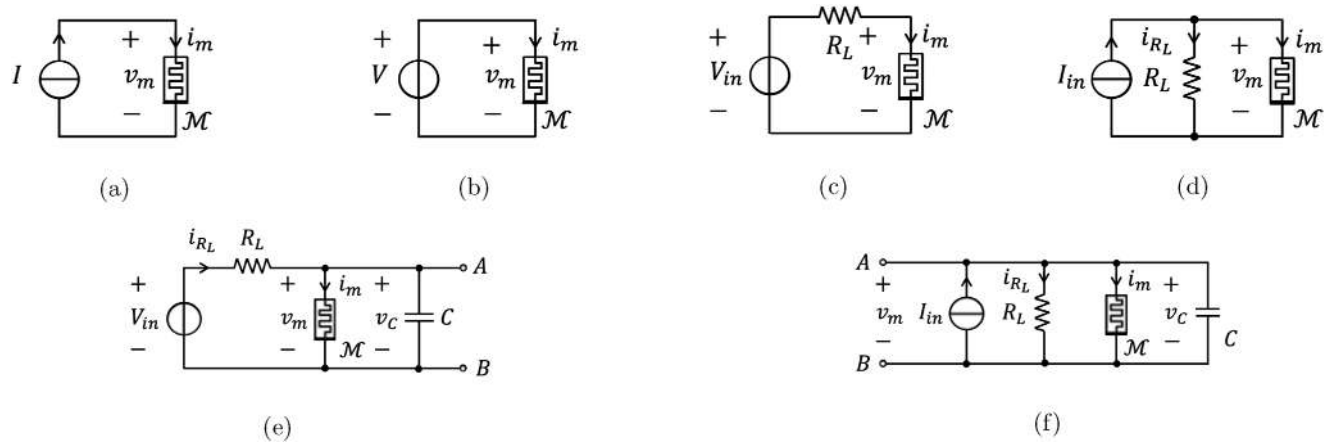 I + v_m − i_m ℳ
(a)
+ V − + v_m − i_m ℳ
(b)
+ V_in − R_L + v_m − i_m ℳ
(c)
I_in i_{R_L} R_L + v_m − i_m ℳ
(d)
+ V_in − i_{R_L} R_L + v_m − i_m ℳ + v_C − C A B
(e)
A + v_m − B I_in i_{R_L} R_L i_m ℳ + v_C − C
(f)